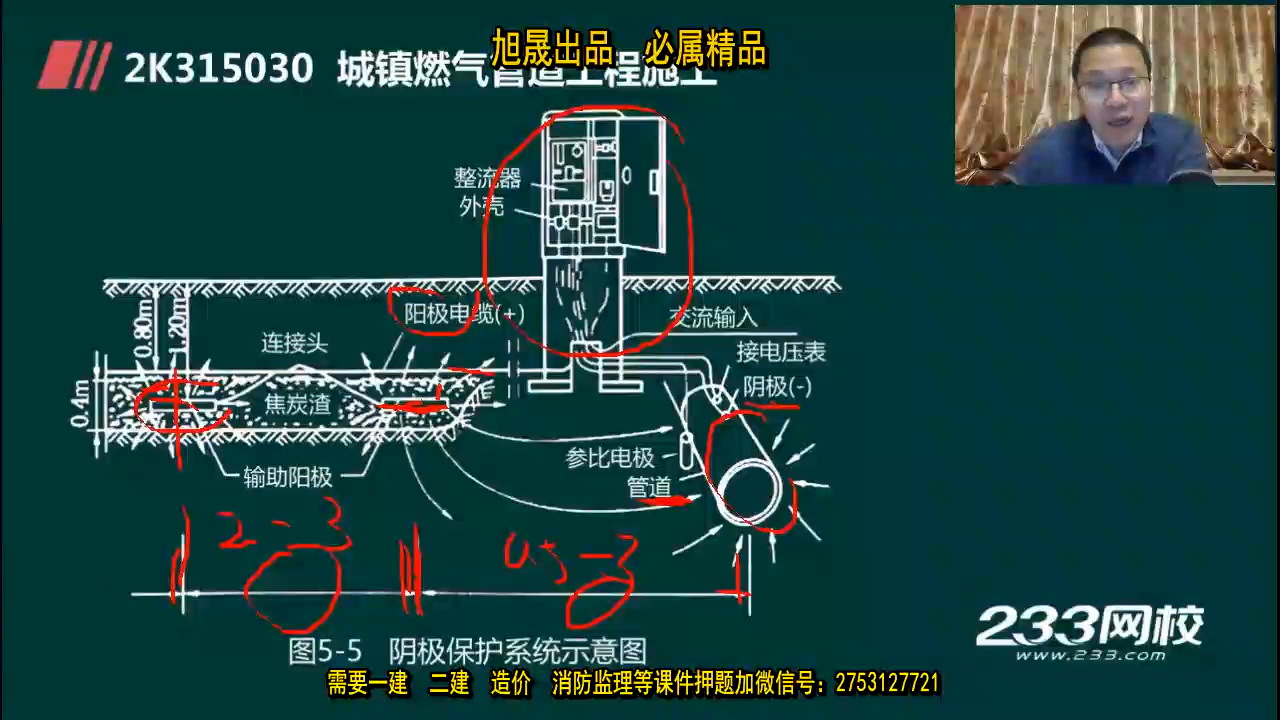 旭晟出品 必属精品
2K315030 城镇燃气管道工程施工
整流器
外壳
阳极电缆(+)
交流输入
0.80m
1.20m
连接头
接电压表
阴极(-)
0.4m
焦炭渣
参比电极
输助阳极
管道
2-3
0.5-3
图5-5 阴极保护系统示意图
233网校
www.233.com
需要一建 二建 造价 消防监理等课件押题加微信号：2753127721